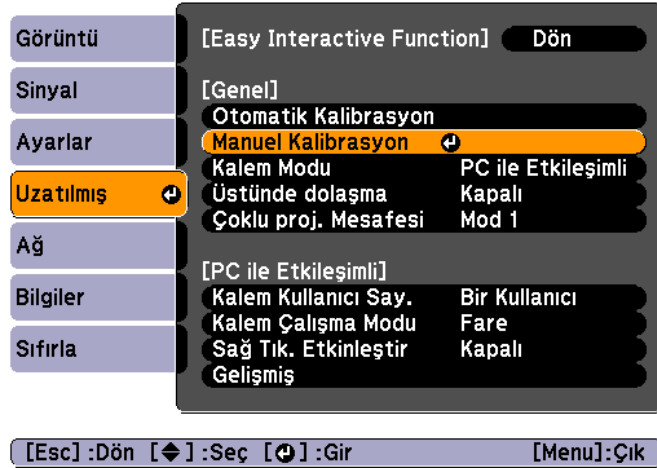 Görüntü
Sinyal
Ayarlar
Uzatılmış
Ağ
Bilgiler
Sıfırla
[Easy Interactive Function] Dön
[Genel]
Otomatik Kalibrasyon
Manuel Kalibrasyon
Kalem Modu PC ile Etkileşimli
Üstünde dolaşma Kapalı
Çoklu proj. Mesafesi Mod 1
[PC ile Etkileşimli]
Kalem Kullanıcı Say. Bir Kullanıcı
Kalem Çalışma Modu Fare
Sağ Tık. Etkinleştir Kapalı
Gelişmiş
[Esc] :Dön [◆] :Seç [↵] :Gir [Menu]:Çık